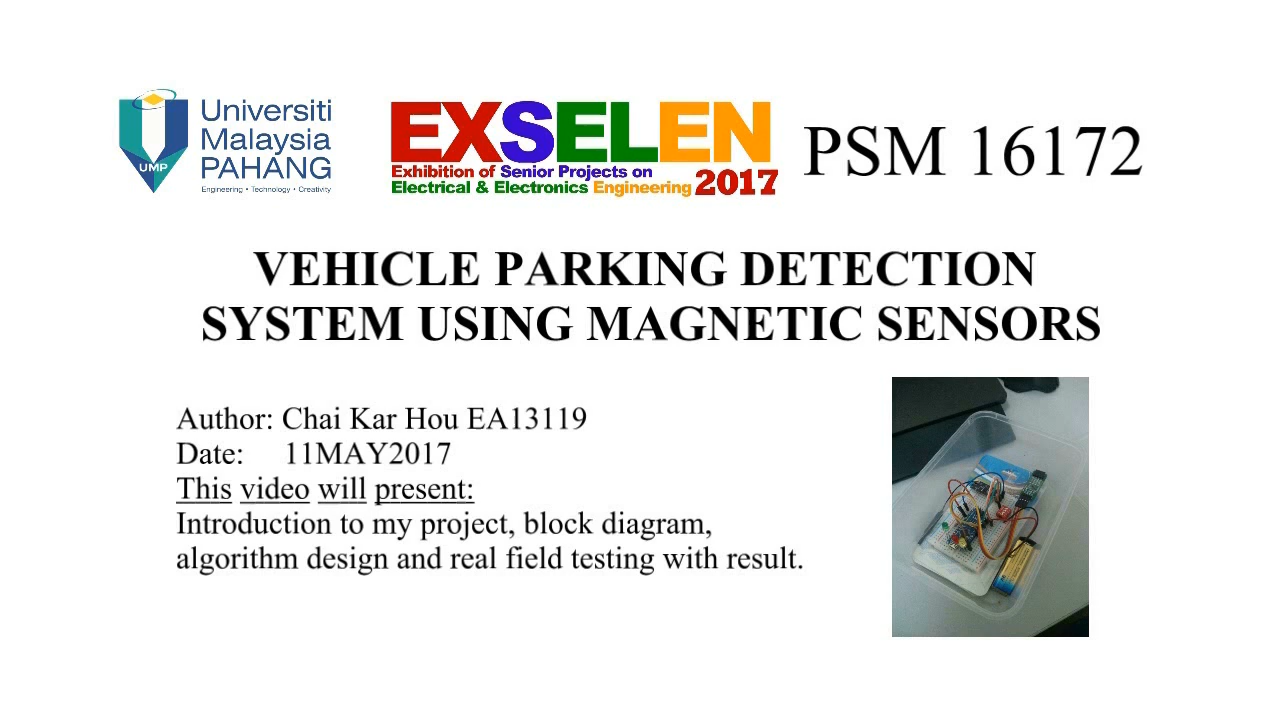 Universiti
Malaysia
PAHANG
Engineering • Technology • Creativity
UMP
EXSELEN
Exhibition of Senior Projects on
Electrical & Electronics Engineering 2017
PSM 16172
VEHICLE PARKING DETECTION
SYSTEM USING MAGNETIC SENSORS
Author: Chai Kar Hou EA13119
Date: 11MAY2017
This video will present:
Introduction to my project, block diagram,
algorithm design and real field testing with result.